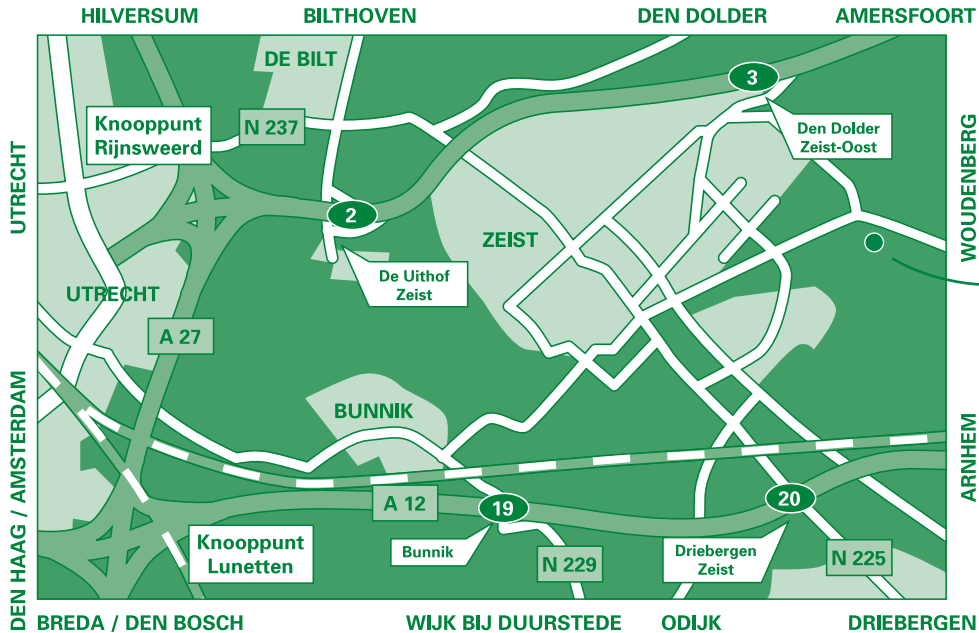 HILVERSUM
BILTHOVEN
DEN DOLDER
AMERSFOORT
DE BILT
3
Knooppunt
Rijnsweerd
N 237
Den Dolder
Zeist-Oost
UTRECHT
WOUDENBERG
2
ZEIST
De Uithof
Zeist
UTRECHT
A 27
BUNNIK
DEN HAAG / AMSTERDAM
ARNHEM
A 12
19
20
Knooppunt
Lunetten
Bunnik
N 229
Driebergen
Zeist
N 225
BREDA / DEN BOSCH
WIJK BIJ DUURSTEDE
ODIJK
DRIEBERGEN